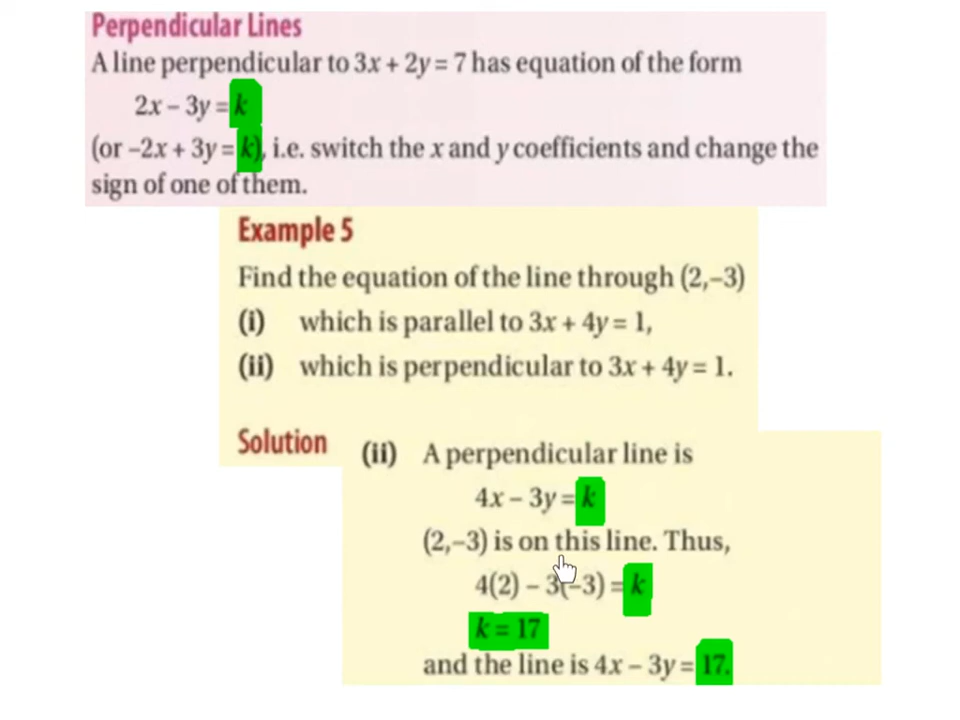 Perpendicular Lines
A line perpendicular to 3x + 2y = 7 has equation of the form
2x – 3y = k
(or –2x + 3y = k), i.e. switch the x and y coefficients and change the
sign of one of them.
Example 5
Find the equation of the line through (2,–3)
(i) which is parallel to 3x + 4y = 1,
(ii) which is perpendicular to 3x + 4y = 1.
Solution (ii) A perpendicular line is
4x – 3y = k
(2,–3) is on this line. Thus,
4(2) – 3(–3) = k
k = 17
and the line is 4x – 3y = 17.